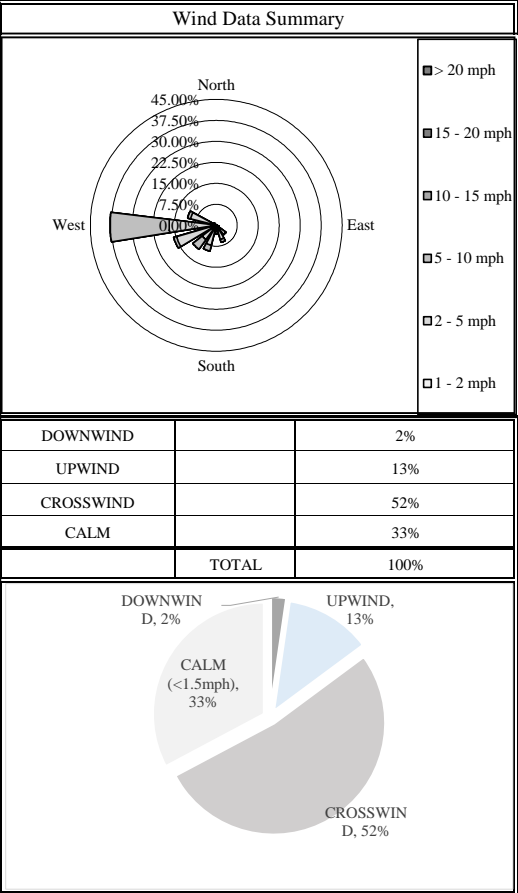 Wind Data Summary
North
45.00%
37.50%
30.00%
22.50%
15.00%
7.50%
0.00%
West
East
South
> 20 mph
15 - 20 mph
10 - 15 mph
5 - 10 mph
2 - 5 mph
1 - 2 mph
DOWNWIND 2%
UPWIND 13%
CROSSWIND 52%
CALM 33%
TOTAL 100%
DOWNWIN
D, 2%
UPWIND,
13%
CALM
(<1.5mph),
33%
CROSSWIN
D, 52%